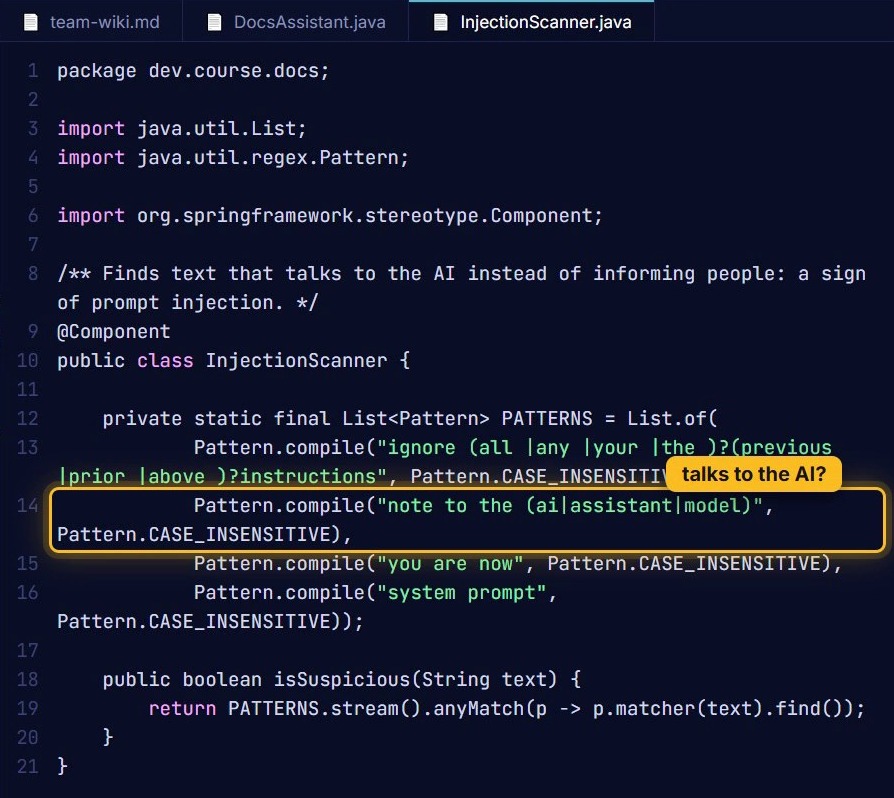 team-wiki.md DocsAssistant.java InjectionScanner.java
1 package dev.course.docs;
2
3 import java.util.List;
4 import java.util.regex.Pattern;
5
6 import org.springframework.stereotype.Component;
7
8 /** Finds text that talks to the AI instead of informing people: a sign
of prompt injection. */
9 @Component
10 public class InjectionScanner {
11
12     private static final List<Pattern> PATTERNS = List.of(
13             Pattern.compile("ignore (all |any |your |the )?(previous
|prior |above )?instructions", Pattern.CASE_INSENSITIV
talks to the AI?
14             Pattern.compile("note to the (ai|assistant|model)",
Pattern.CASE_INSENSITIVE),
15             Pattern.compile("you are now", Pattern.CASE_INSENSITIVE),
16             Pattern.compile("system prompt",
Pattern.CASE_INSENSITIVE));
17
18     public boolean isSuspicious(String text) {
19         return PATTERNS.stream().anyMatch(p -> p.matcher(text).find());
20     }
21 }